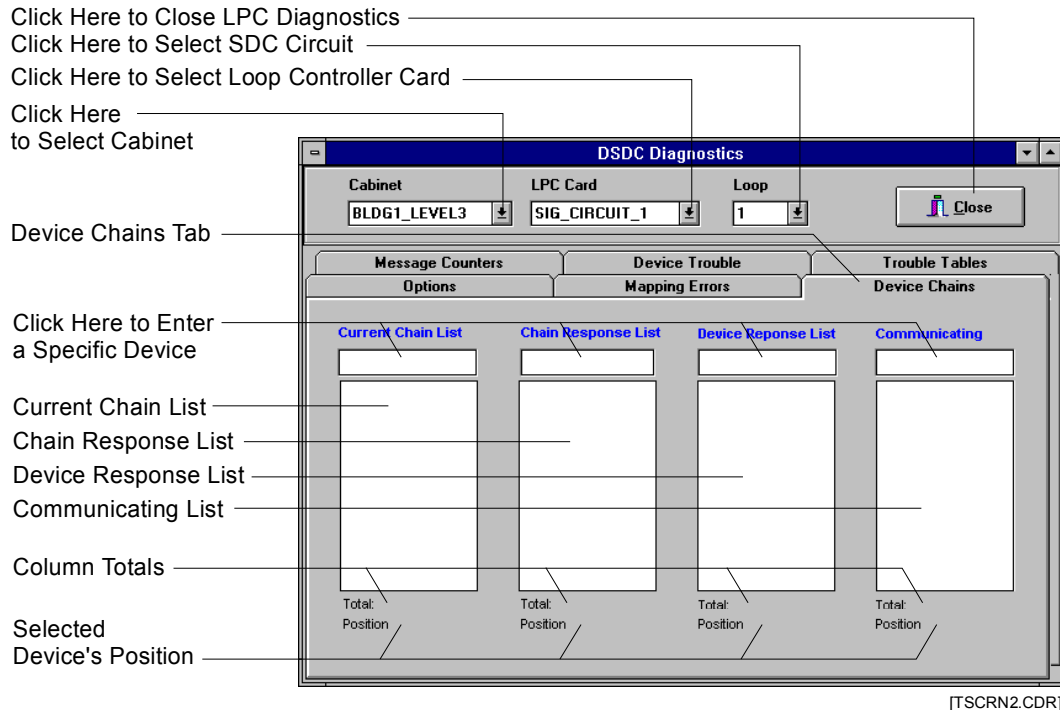 Click Here to Close LPC Diagnostics
Click Here to Select SDC Circuit
Click Here to Select Loop Controller Card
Click Here
to Select Cabinet
DSDC Diagnostics
Cabinet
LPC Card
Loop
BLDG1_LEVEL3
SIG_CIRCUIT_1
1
Close
Device Chains Tab
Message Counters
Device Trouble
Trouble Tables
Options
Mapping Errors
Device Chains
Click Here to Enter
a Specific Device
Current Chain List
Chain Response List
Device Reponse List
Communicating
Current Chain List
Chain Response List
Device Response List
Communicating List
Column Totals
Total:
Total:
Total:
Total:
Position
Position
Position
Position
Selected
Device's Position
[TSCRN2.CDR]